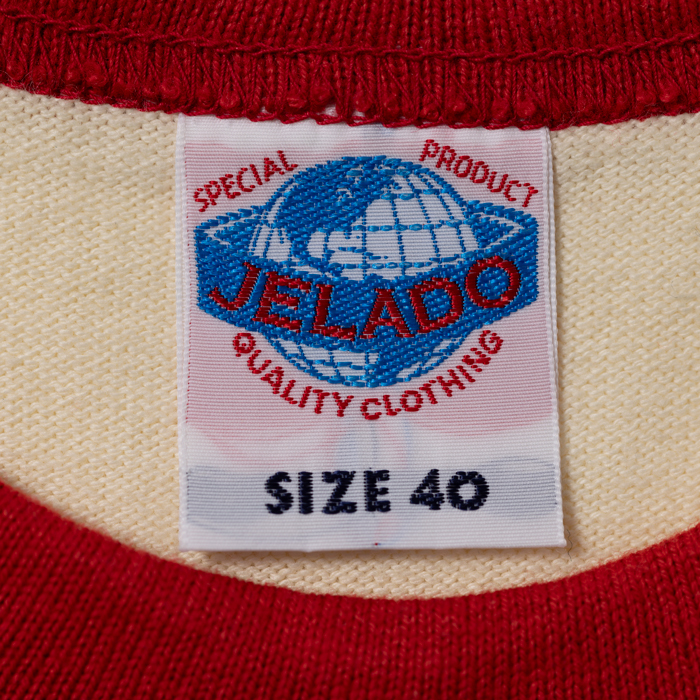 SPECIAL PRODUCT
JELADO
QUALITY CLOTHING
SIZE 40